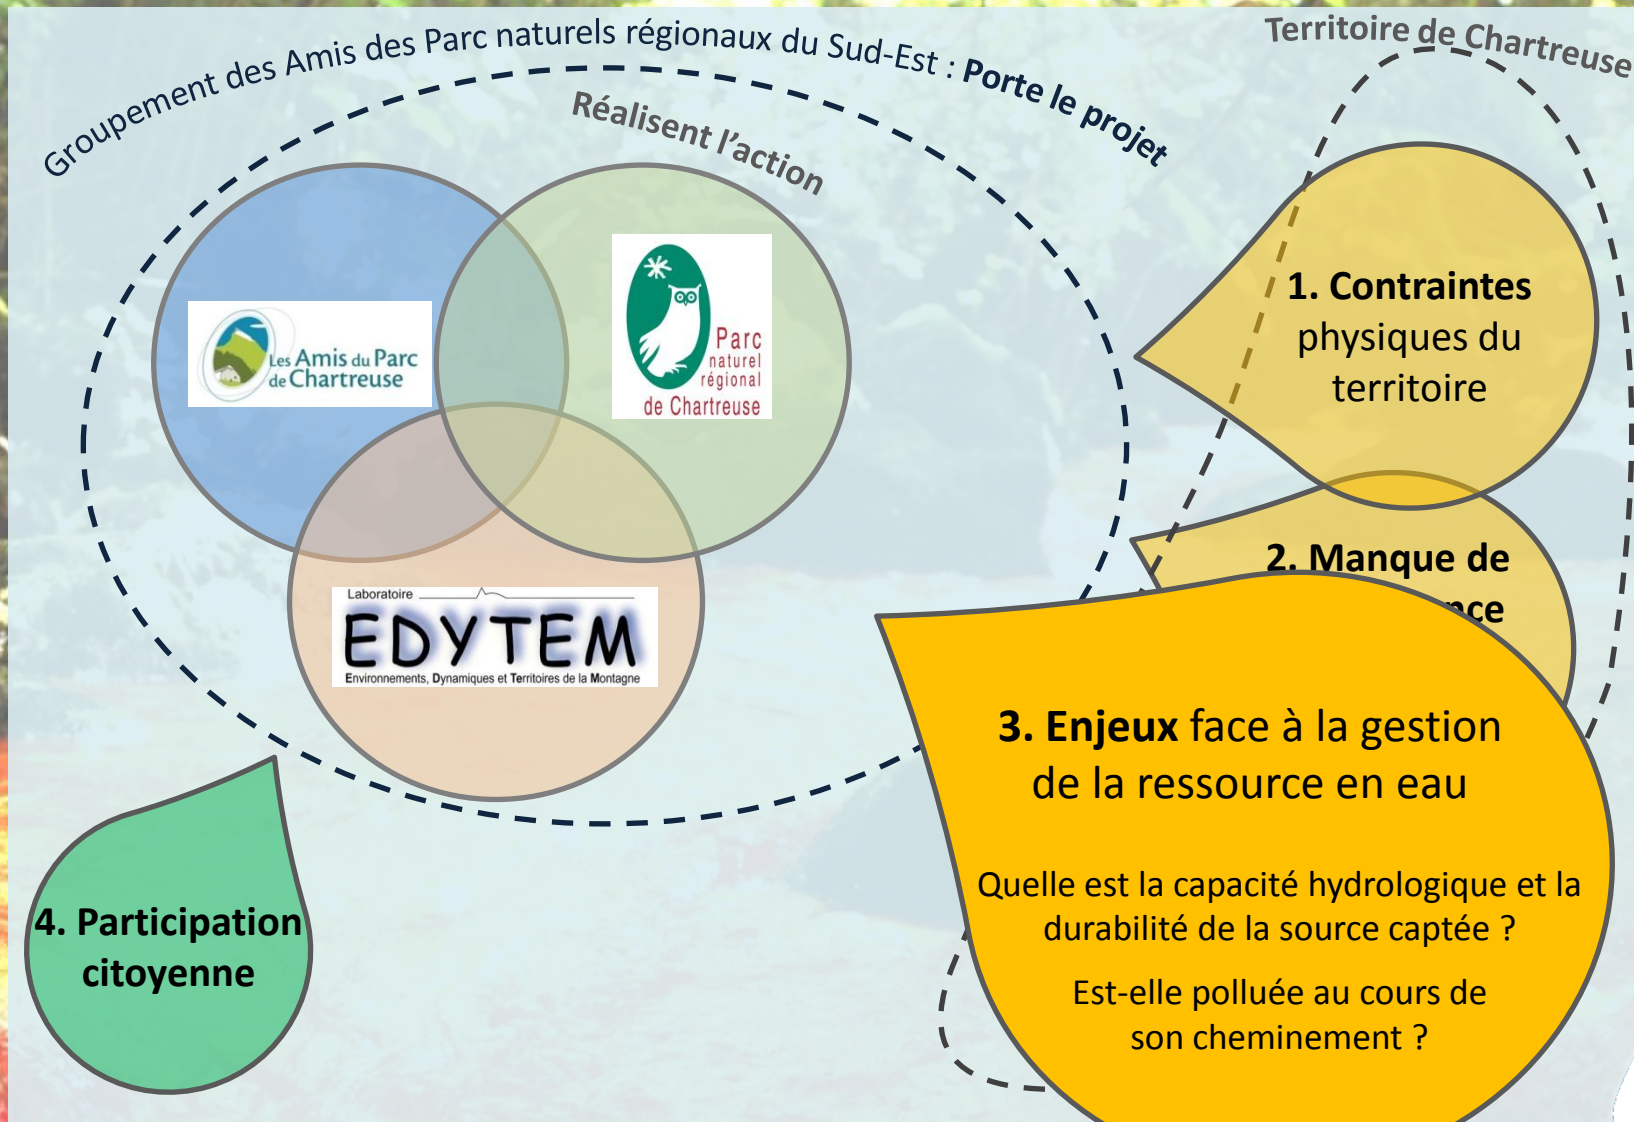 Groupement des Amis des Parc naturels régionaux du Sud-Est : Porte le projet
Territoire de Chartreuse
Réalisent l'action
Les Amis du Parc
de Chartreuse
Parc
naturel
régional
de Chartreuse
Laboratoire
EDYTEM
Environnements, Dynamiques et Territoires de la Montagne
1. Contraintes
physiques du
territoire
2. Manque de
3. Enjeux face à la gestion
de la ressource en eau
Quelle est la capacité hydrologique et la
durabilité de la source captée ?
Est-elle polluée au cours de
son cheminement ?
4. Participation
citoyenne